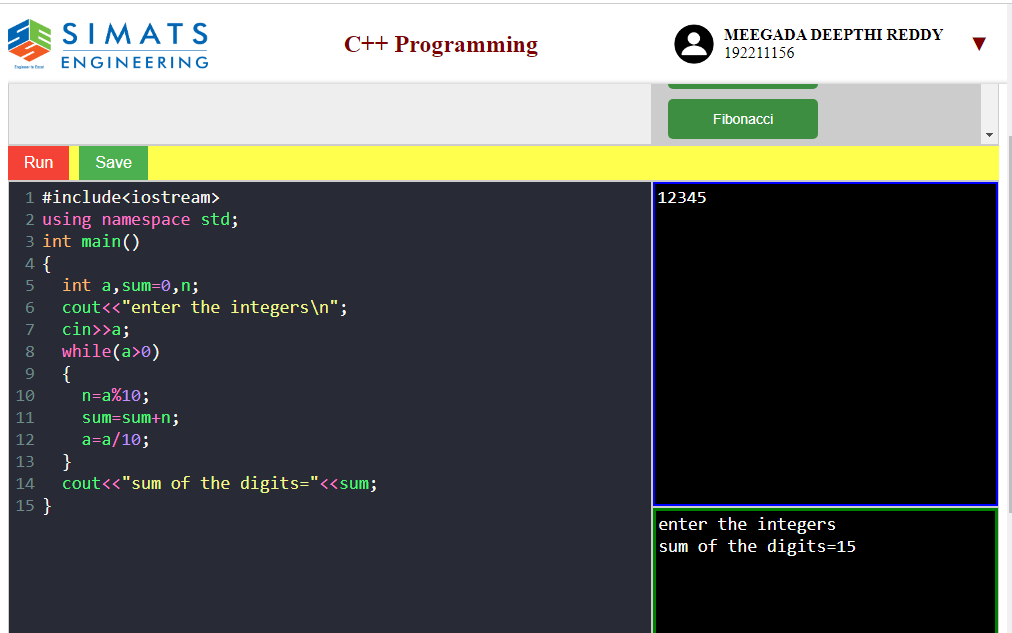 SIMATS
ENGINEERING
Engineer to Excel
C++ Programming
MEEGADA DEEPTHI REDDY
192211156
Fibonacci
Run
Save
1 #include<iostream>
2 using namespace std;
3 int main()
4 {
5 int a,sum=0,n;
6 cout<<"enter the integers\n";
7 cin>>a;
8 while(a>0)
9 {
10 n=a%10;
11 sum=sum+n;
12 a=a/10;
13 }
14 cout<<"sum of the digits="<<sum;
15 }
12345
enter the integers
sum of the digits=15